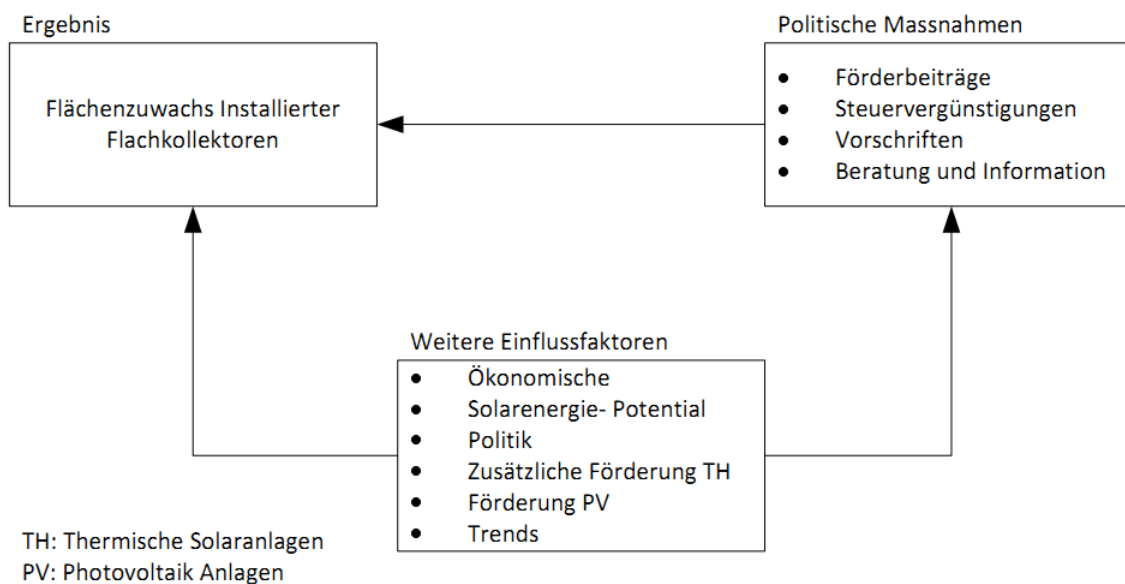 Ergebnis
Flächenzuwachs Installierter
Flachkollektoren
Politische Massnahmen
• Förderbeiträge
• Steuervergünstigungen
• Vorschriften
• Beratung und Information
Weitere Einflussfaktoren
• Ökonomische
• Solarenergie- Potential
• Politik
• Zusätzliche Förderung TH
• Förderung PV
• Trends
TH: Thermische Solaranlagen
PV: Photovoltaik Anlagen